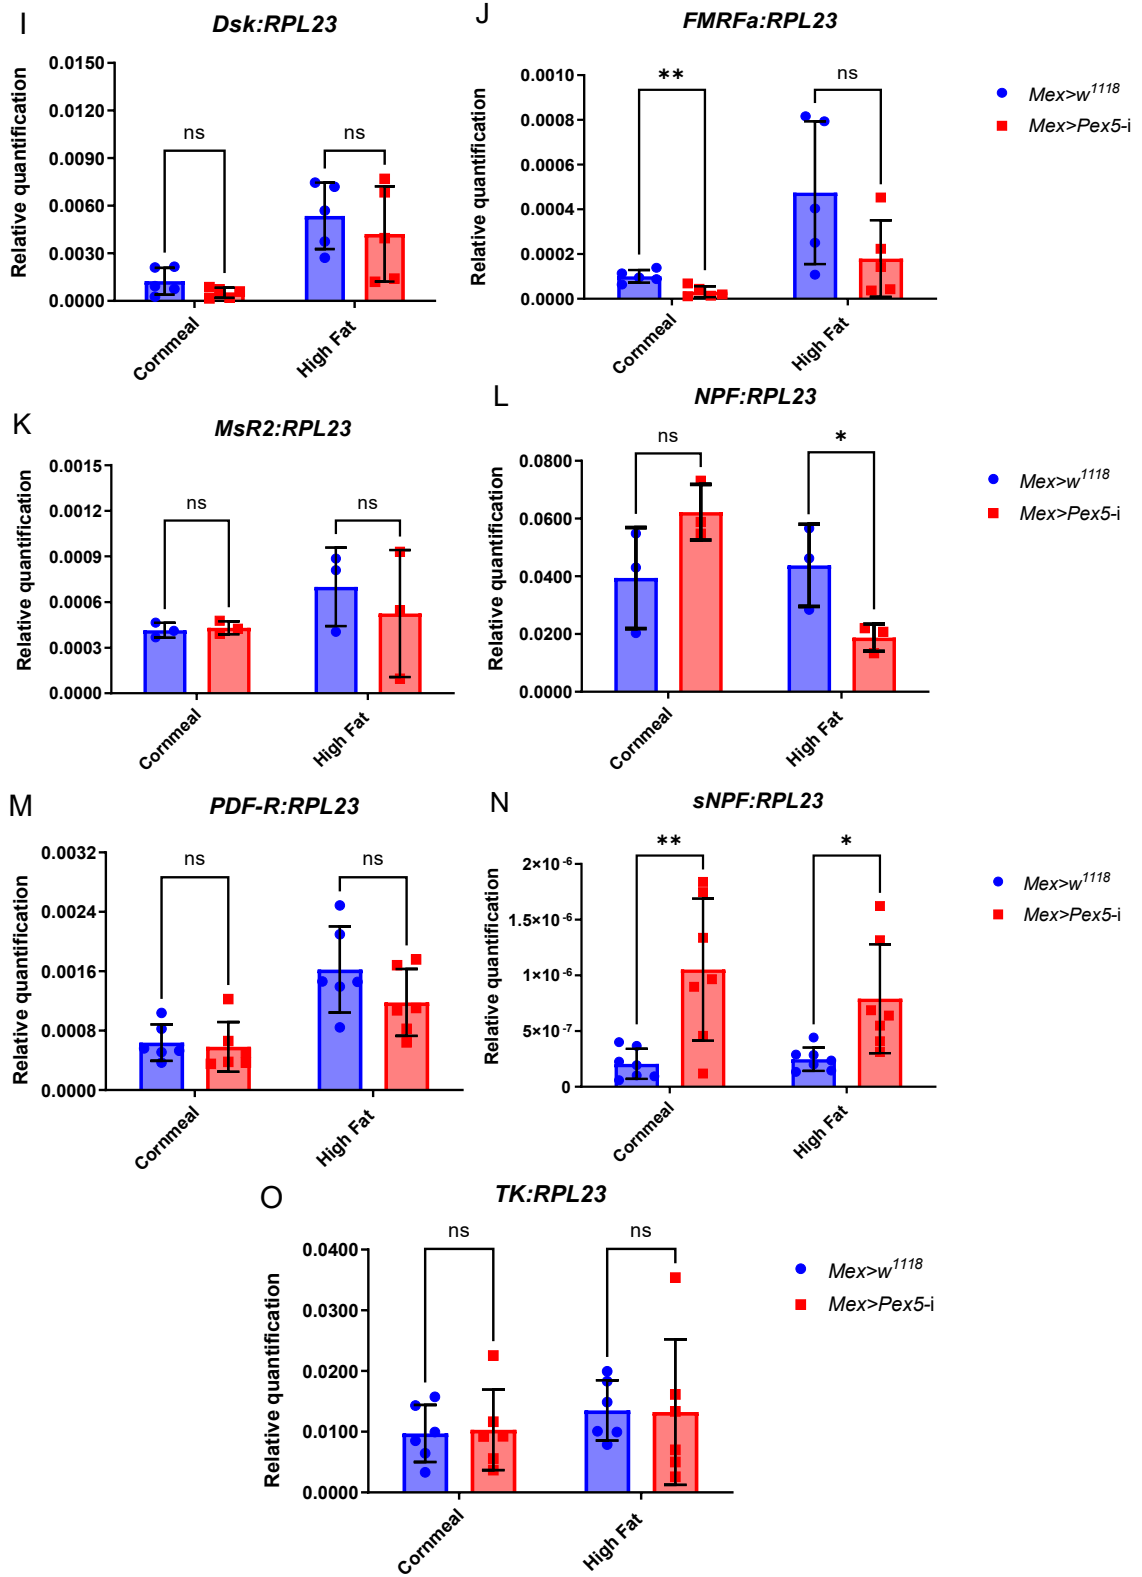 I
Dsk:RPL23
Relative quantification
0.0150
0.0120
0.0090
0.0060
0.0030
0.0000
ns
ns
Cornmeal
High Fat
J
FMRFa:RPL23
Relative quantification
0.0010
0.0008
0.0006
0.0004
0.0002
0.0000
**
ns
Cornmeal
High Fat
Mex>w1118
Mex>Pex5-i
K
MsR2:RPL23
Relative quantification
0.0015
0.0012
0.0009
0.0006
0.0003
0.0000
ns
ns
Cornmeal
High Fat
L
NPF:RPL23
Relative quantification
0.0800
0.0600
0.0400
0.0200
0.0000
ns
*
Cornmeal
High Fat
Mex>w1118
Mex>Pex5-i
M
PDF-R:RPL23
Relative quantification
0.0032
0.0024
0.0016
0.0008
0.0000
ns
ns
Cornmeal
High Fat
N
sNPF:RPL23
Relative quantification
2×10-6
1.5×10-6
1×10-6
5×10-7
0
**
*
Cornmeal
High Fat
Mex>w1118
Mex>Pex5-i
O
TK:RPL23
Relative quantification
0.0400
0.0300
0.0200
0.0100
0.0000
ns
ns
Cornmeal
High Fat
Mex>w1118
Mex>Pex5-i